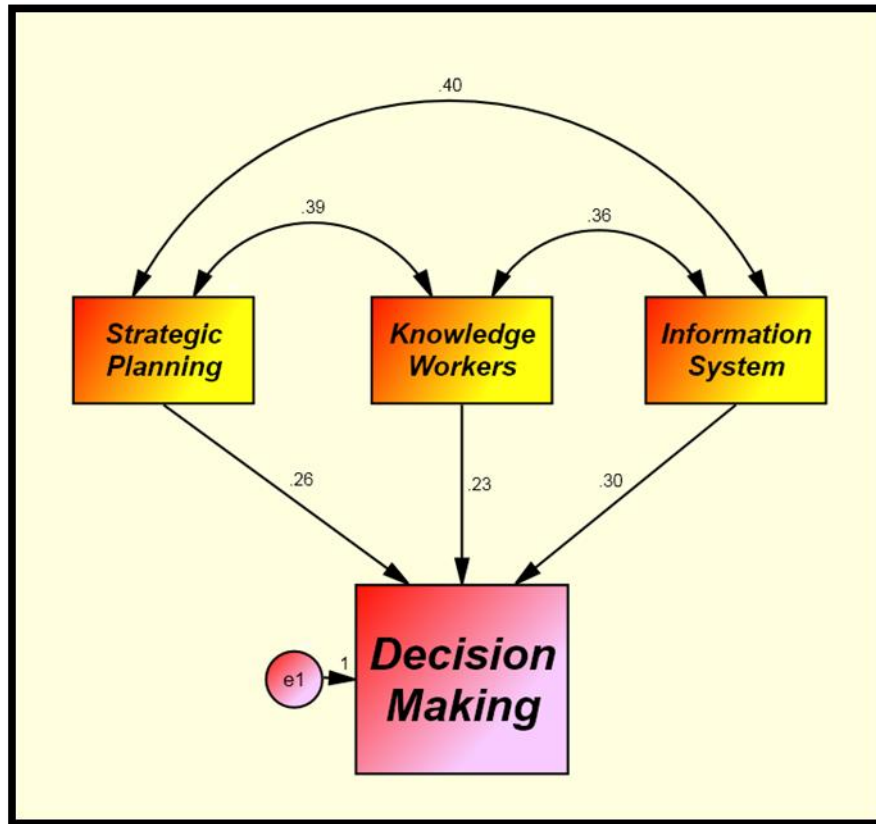 .40
.39
.36
Strategic
Planning
Knowledge
Workers
Information
System
.26
.23
.30
Decision
Making
1
e1